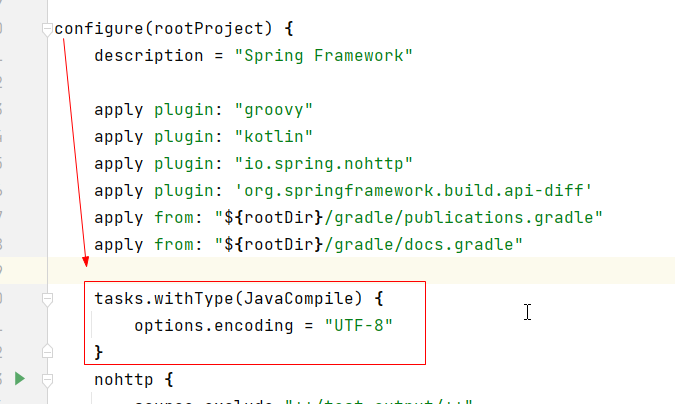 configure(rootProject) {
description = "Spring Framework"
apply plugin: "groovy"
apply plugin: "kotlin"
apply plugin: "io.spring.nohttp"
apply plugin: 'org.springframework.build.api-diff'
apply from: "${rootDir}/gradle/publications.gradle"
apply from: "${rootDir}/gradle/docs.gradle"
tasks.withType(JavaCompile) {
options.encoding = "UTF-8"
}
nohttp {